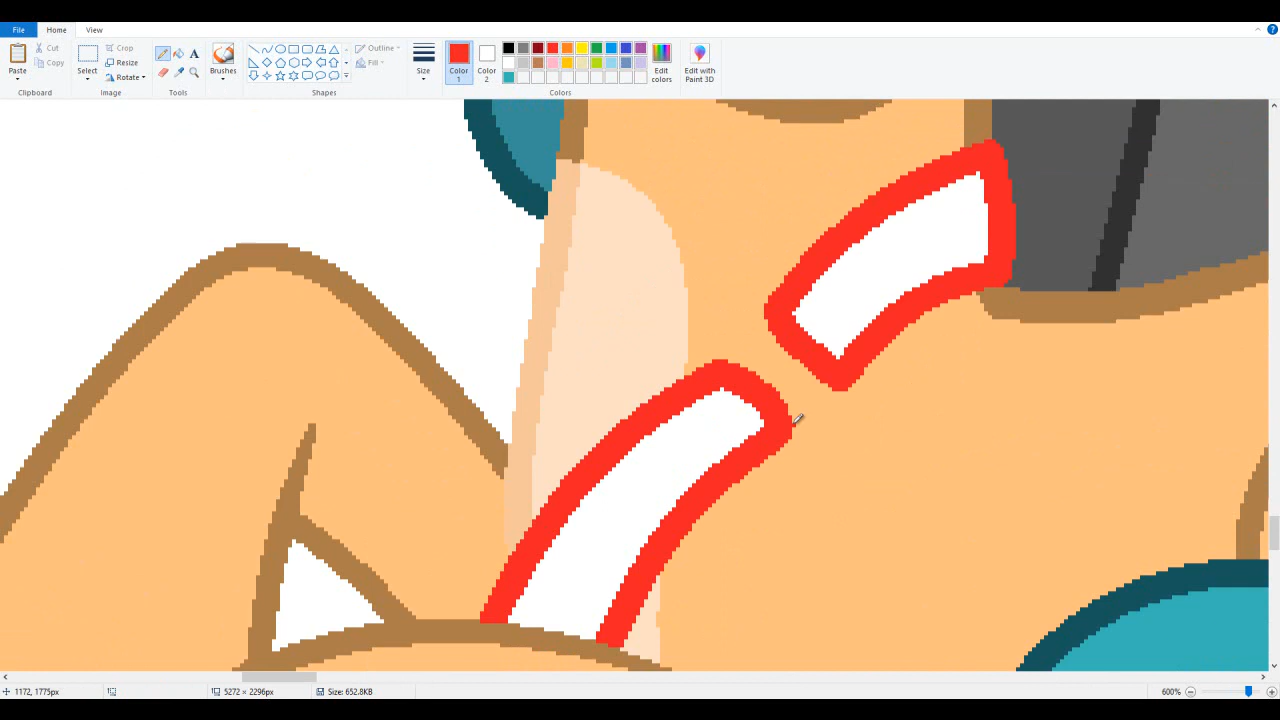 File Home View
Paste Cut Copy Select Crop Resize Rotate A Brushes Outline Fill Size Color 1 Color 2 Edit colors Edit with Paint 3D
Clipboard Image Tools Shapes Colors
1172, 1775px 5272 × 2296px Size: 652.8KB 600%